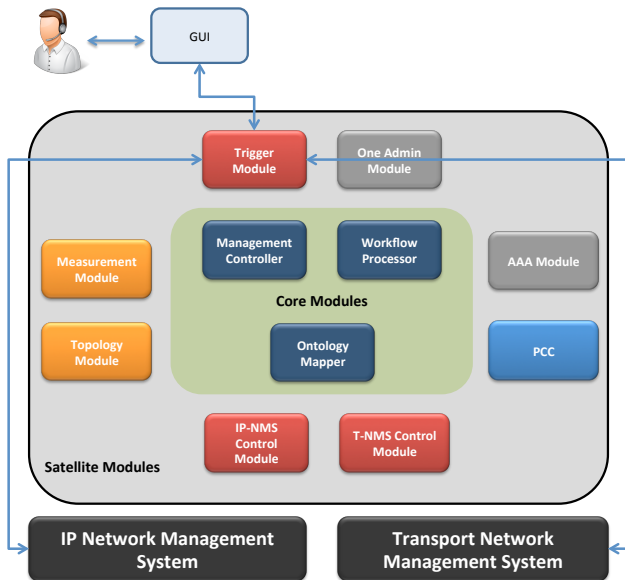 GUI
Trigger
Module
One Admin
Module
Management
Controller
Workflow
Processor
Measurement
Module
AAA Module
Core Modules
Topology
Module
Ontology
Mapper
PCC
IP-NMS
Control
Module
T-NMS Control
Module
Satellite Modules
IP Network Management
System
Transport Network
Management System